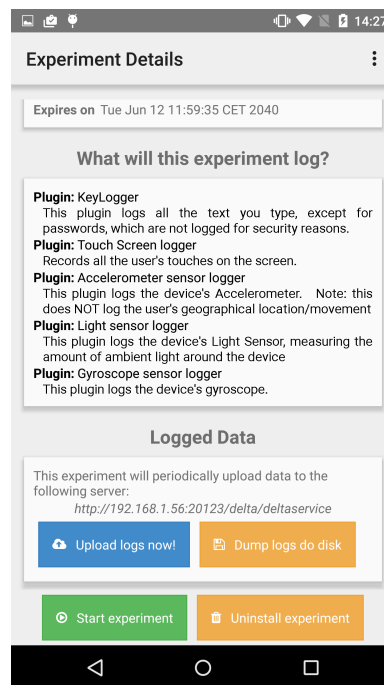 14:27
Experiment Details
Expires on Tue Jun 12 11:59:35 CET 2040
What will this experiment log?
Plugin: KeyLogger
This plugin logs all the text you type, except for
passwords, which are not logged for security reasons.
Plugin: Touch Screen logger
Records all the user's touches on the screen.
Plugin: Accelerometer sensor logger
This plugin logs the device's Accelerometer. Note: this
does NOT log the user's geographical location/movement
Plugin: Light sensor logger
This plugin logs the device's Light Sensor, measuring the
amount of ambient light around the device
Plugin: Gyroscope sensor logger
This plugin logs the device's gyroscope.
Logged Data
This experiment will periodically upload data to the
following server:
http://192.168.1.56:20123/delta/deltaservice
Upload logs now!
Dump logs do disk
Start experiment
Uninstall experiment